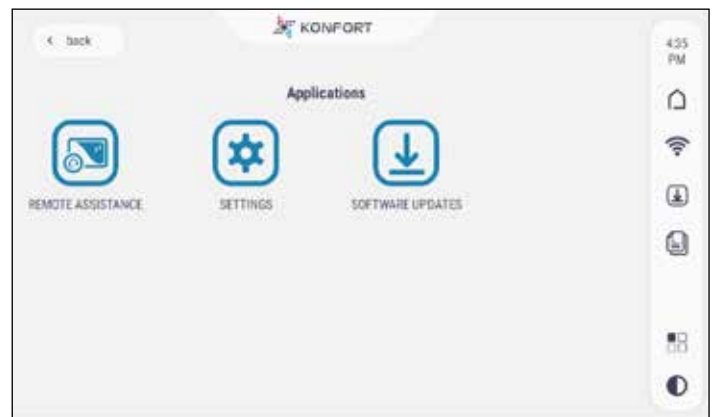 back
KONFORT
4:35
PM
Applications
REMOTE ASSISTANCE
SETTINGS
SOFTWARE UPDATES